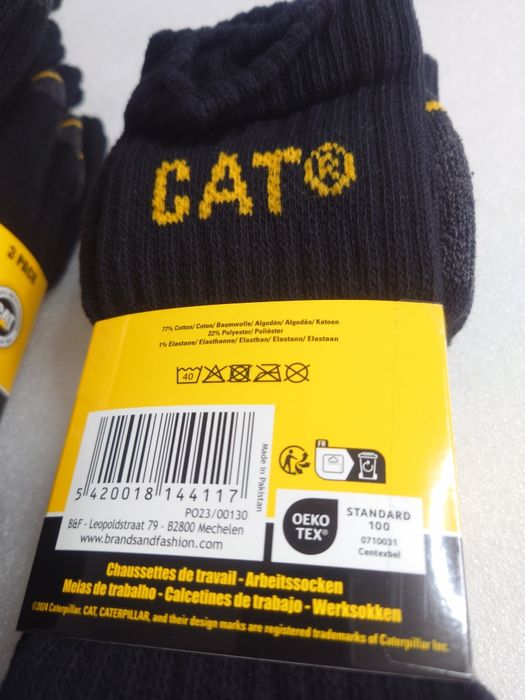 CAT®
3 PACK
77% Cotton/ Coton/ Baumwolle/ Algodón/ Algodão/ Katoen
22% Polyester/ Poliéster
1% Elastane/ Elasthanne/ Elasthan/ Elastano/ Elastaan
40
5 420018 144117
Made in Pakistan
PO23/00130
B&F - Leopoldstraat 79 - B2800 Mechelen
www.brandsandfashion.com
FR
OEKO
TEX®
STANDARD
100
0710031
Centexbel
Chaussettes de travail - Arbeitssocken
Meias de trabalho - Calcetines de trabajo - Werksokken
©2024 Caterpillar. CAT, CATERPILLAR, and their design marks are registered trademarks of Caterpillar Inc.